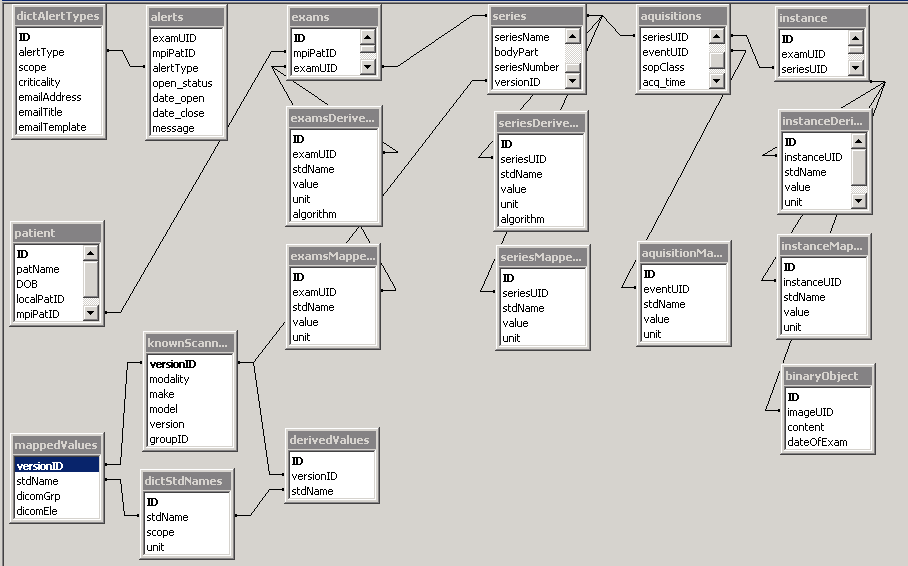 dictAlertTypes
ID
alertType
scope
criticality
emailAddress
emailTitle
emailTemplate
alerts
examUID
mpiPatID
alertType
open_status
date_open
date_close
message
exams
ID
mpiPatID
examUID
series
seriesName
bodyPart
seriesNumber
versionID
aquisitions
seriesUID
eventUID
sopClass
acq_time
instance
ID
examUID
seriesUID
examsDerive...
ID
examUID
stdName
value
unit
algorithm
seriesDerive...
ID
seriesUID
stdName
value
unit
algorithm
instanceDeri...
ID
instanceUID
stdName
value
unit
patient
ID
patName
DOB
localPatID
mpiPatID
examsMappe...
ID
examUID
stdName
value
unit
seriesMappe...
ID
seriesUID
stdName
value
unit
aquisitionMa...
ID
eventUID
stdName
value
unit
instanceMap...
ID
instanceUID
stdName
value
unit
knownScann...
versionID
modality
make
model
version
groupID
binaryObject
ID
imageUID
content
dateOfExam
mappedValues
versionID
stdName
dicomGrp
dicomEle
dictStdNames
ID
stdName
scope
unit
derivedValues
ID
versionID
stdName